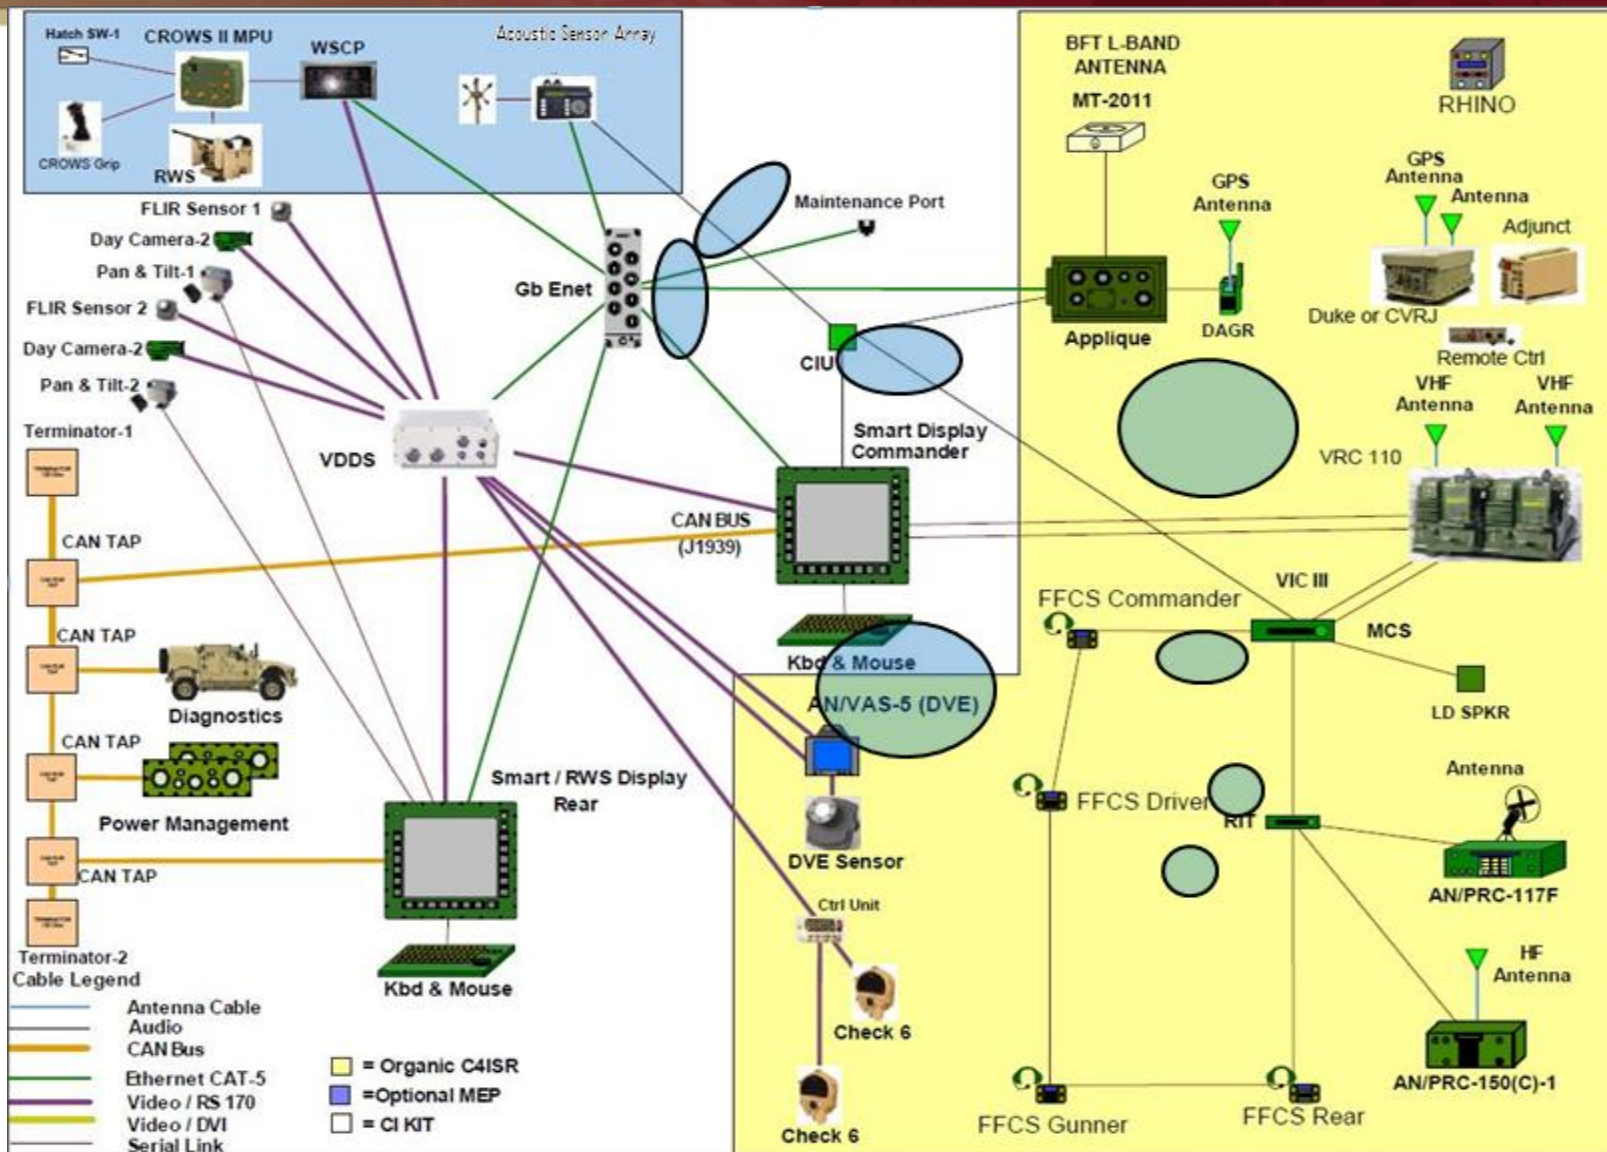 Hatch SW-1
CROWS II MPU
WSCP
Acoustic Sensor Array
CROWS Grip
RWS
FLIR Sensor 1
Day Camera-2
Pan & Tilt-1
FLIR Sensor 2
Day Camera-2
Pan & Tilt-2
Terminator-1
CAN TAP
CAN TAP
CAN TAP
CAN TAP
Terminator-2
Diagnostics
Power Management
VDDS
Gb Enet
Maintenance Port
CIU
Smart Display
Commander
CAN BUS
(J1939)
Kbd & Mouse
Smart / RWS Display
Rear
Kbd & Mouse
AN/VAS-5 (DVE)
DVE Sensor
Ctrl Unit
Check 6
Check 6
BFT L-BAND
ANTENNA
MT-2011
GPS
Antenna
Applique
DAGR
RHINO
GPS
Antenna
Antenna
Adjunct
Duke or CVRJ
Remote Ctrl
VHF
Antenna
VHF
Antenna
VRC 110
VIC III
MCS
LD SPKR
FFCS Commander
FFCS Driver
RIT
Antenna
AN/PRC-117F
HF
Antenna
AN/PRC-150(C)-1
FFCS Gunner
FFCS Rear
Cable Legend
Antenna Cable
Audio
CAN Bus
Ethernet CAT-5
Video / RS 170
Video / DVI
Serial Link
= Organic C4ISR
=Optional MEP
= CI KIT